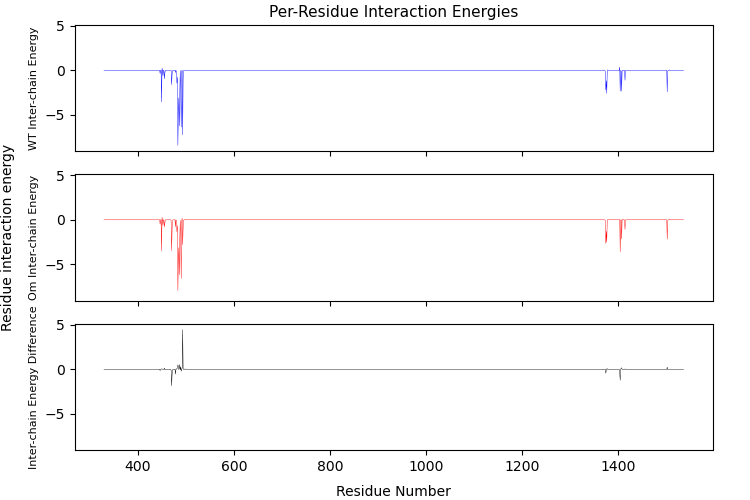 Per-Residue Interaction Energies
Residue interaction energy
WT Inter-chain Energy
5
0
−5
Om Inter-chain Energy
5
0
−5
Inter-chain Energy Difference
5
0
−5
400 600 800 1000 1200 1400
Residue Number